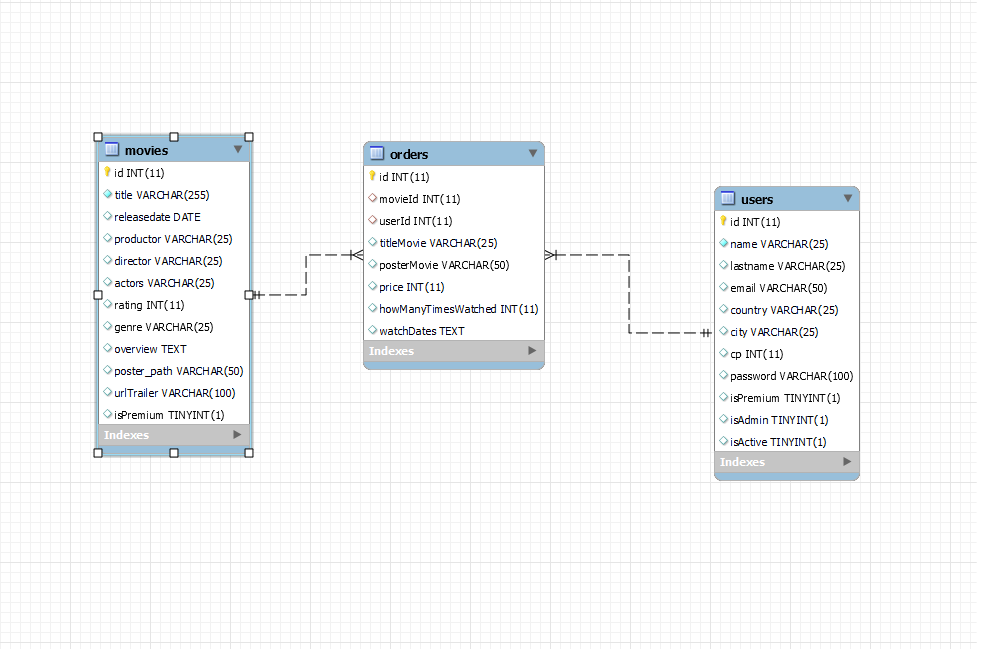 movies
id INT(11)
title VARCHAR(255)
releasedate DATE
productor VARCHAR(25)
director VARCHAR(25)
actors VARCHAR(25)
rating INT(11)
genre VARCHAR(25)
overview TEXT
poster_path VARCHAR(50)
urlTrailer VARCHAR(100)
isPremium TINYINT(1)
Indexes
orders
id INT(11)
movieId INT(11)
userId INT(11)
titleMovie VARCHAR(25)
posterMovie VARCHAR(50)
price INT(11)
howManyTimesWatched INT(11)
watchDates TEXT
Indexes
users
id INT(11)
name VARCHAR(25)
lastname VARCHAR(25)
email VARCHAR(50)
country VARCHAR(25)
city VARCHAR(25)
cp INT(11)
password VARCHAR(100)
isPremium TINYINT(1)
isAdmin TINYINT(1)
isActive TINYINT(1)
Indexes